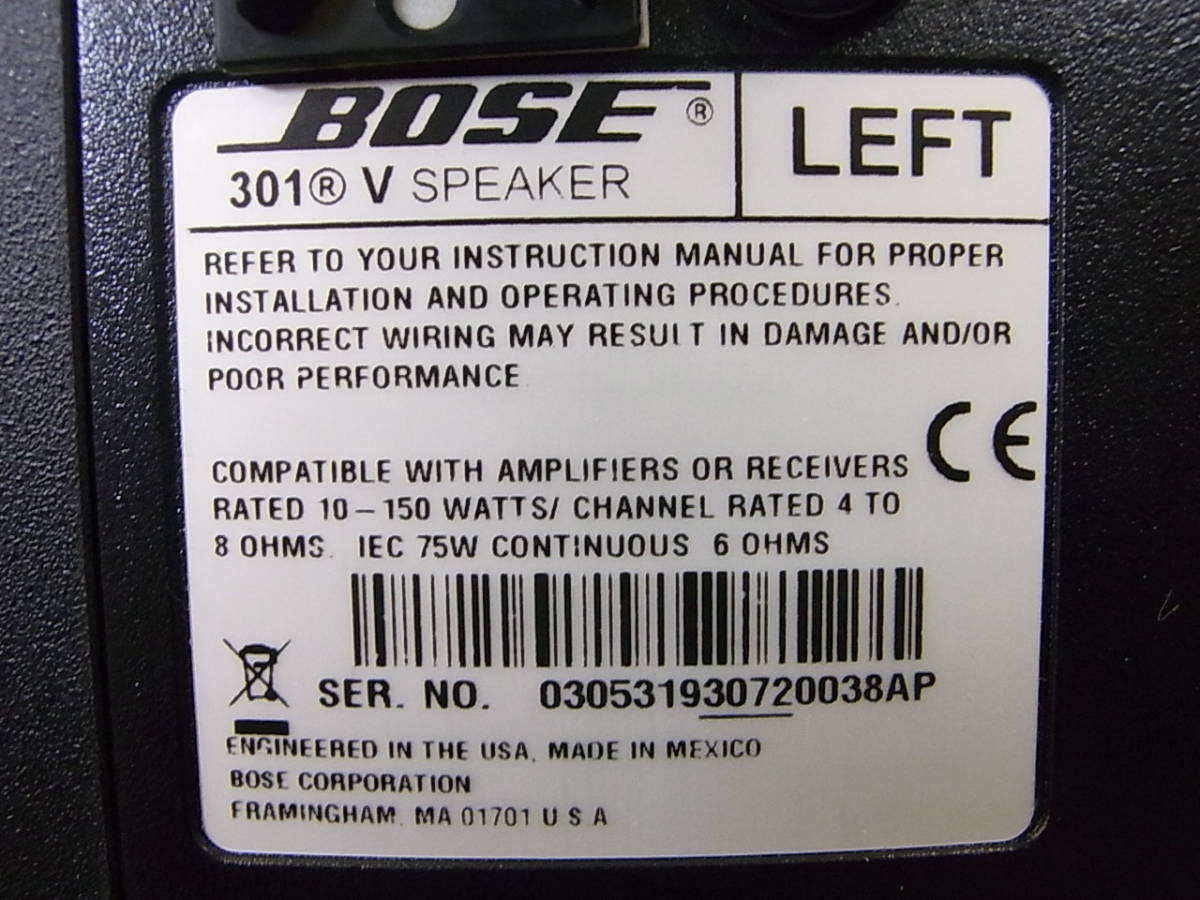 BOSE®
301® V SPEAKER
LEFT
REFER TO YOUR INSTRUCTION MANUAL FOR PROPER
INSTALLATION AND OPERATING PROCEDURES.
INCORRECT WIRING MAY RESULT IN DAMAGE AND/OR
POOR PERFORMANCE
CE
COMPATIBLE WITH AMPLIFIERS OR RECEIVERS
RATED 10-150 WATTS/ CHANNEL RATED 4 TO
8 OHMS. IEC 75W CONTINUOUS 6 OHMS
SER. NO. 030531930720038AP
ENGINEERED IN THE USA, MADE IN MEXICO
BOSE CORPORATION
FRAMINGHAM. MA 01701 U S A